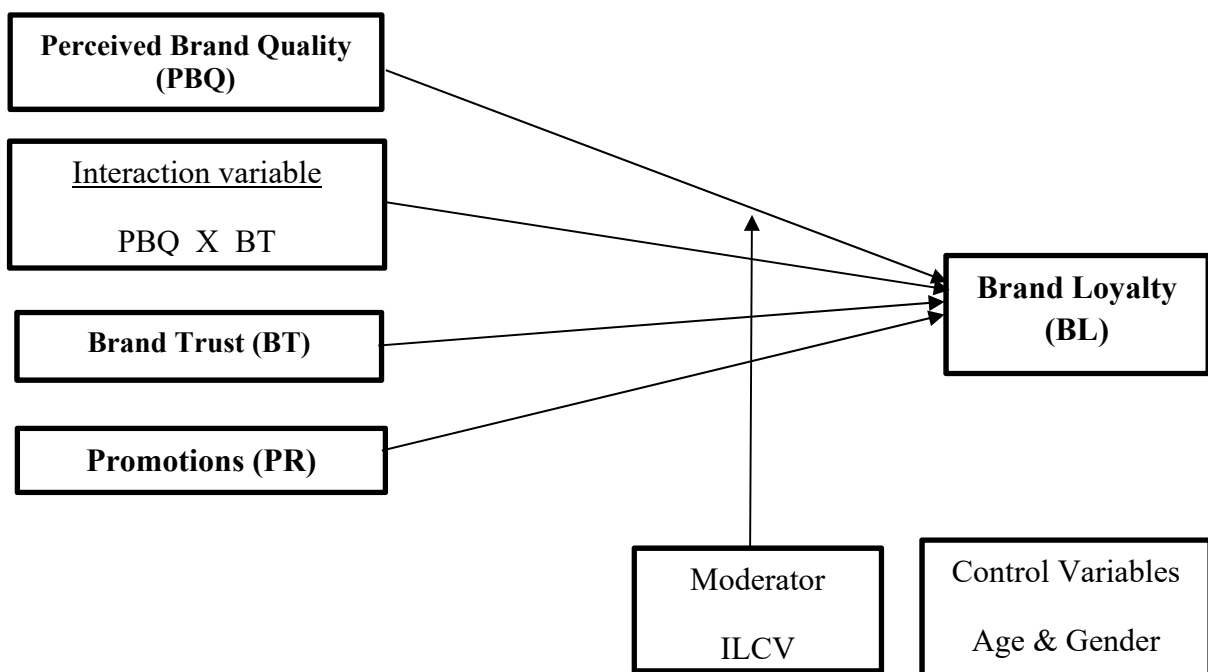 Perceived Brand Quality
(PBQ)
Interaction variable
PBQ X BT
Brand Trust (BT)
Promotions (PR)
Brand Loyalty
(BL)
Moderator
ILCV
Control Variables
Age & Gender